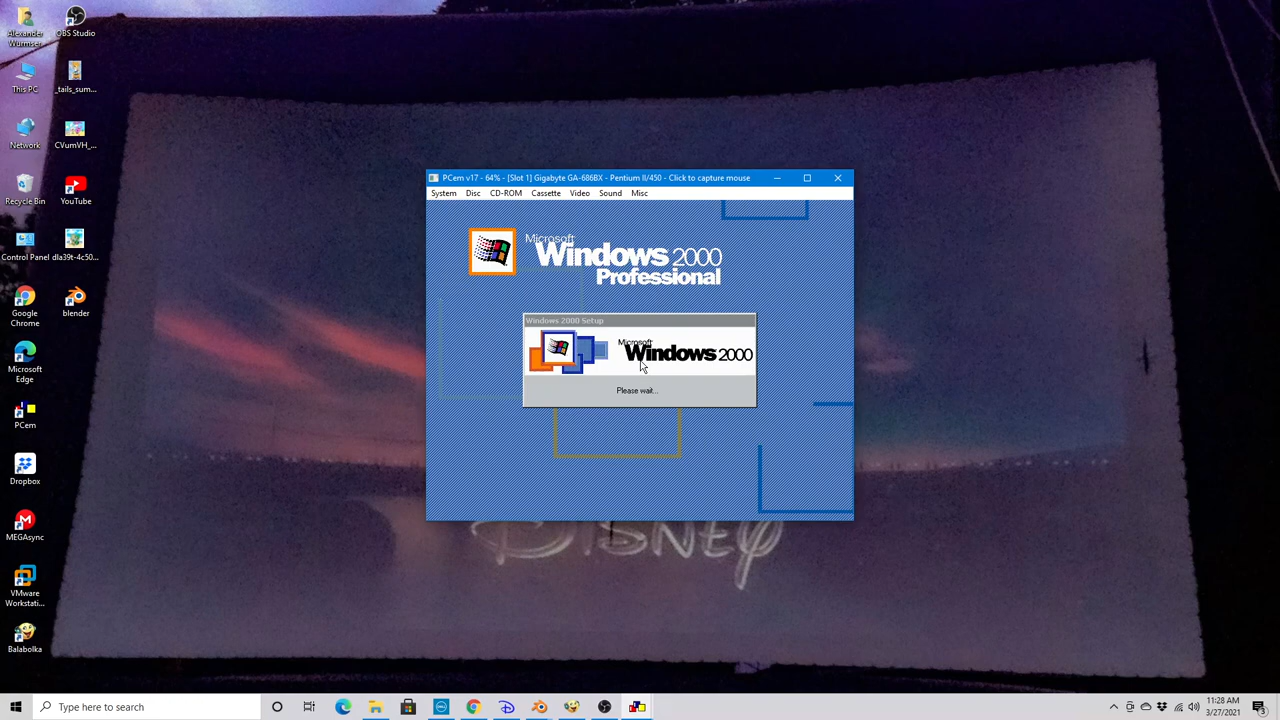 Alexander
Wurmser
OBS Studio
This PC
_tails_sum...
Network
CVumVH_...
Recycle Bin
YouTube
Control Panel
dla39t-4c50...
Google
Chrome
blender
Microsoft
Edge
PCem
Dropbox
MEGAsync
VMware
Workstati...
Balabolka
PCem v17 - 64% - [Slot 1] Gigabyte GA-686BX - Pentium II/450 - Click to capture mouse
System Disc CD-ROM Cassette Video Sound Misc
Microsoft
Windows 2000
Professional
Windows 2000 Setup
Microsoft
Windows 2000
Please wait...
DISNEY
Type here to search
DELL
11:28 AM
3/27/2021
3